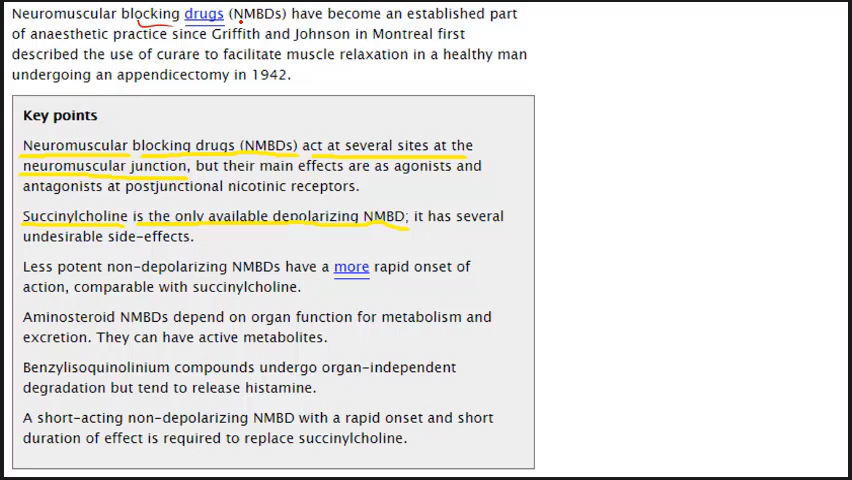 Neuromuscular blocking drugs (NMBDs) have become an established part
of anaesthetic practice since Griffith and Johnson in Montreal first
described the use of curare to facilitate muscle relaxation in a healthy man
undergoing an appendicectomy in 1942.
Key points
Neuromuscular blocking drugs (NMBDs) act at several sites at the
neuromuscular junction, but their main effects are as agonists and
antagonists at postjunctional nicotinic receptors.
Succinylcholine is the only available depolarizing NMBD; it has several
undesirable side-effects.
Less potent non-depolarizing NMBDs have a more rapid onset of
action, comparable with succinylcholine.
Aminosteroid NMBDs depend on organ function for metabolism and
excretion. They can have active metabolites.
Benzylisoquinolinium compounds undergo organ-independent
degradation but tend to release histamine.
A short-acting non-depolarizing NMBD with a rapid onset and short
duration of effect is required to replace succinylcholine.